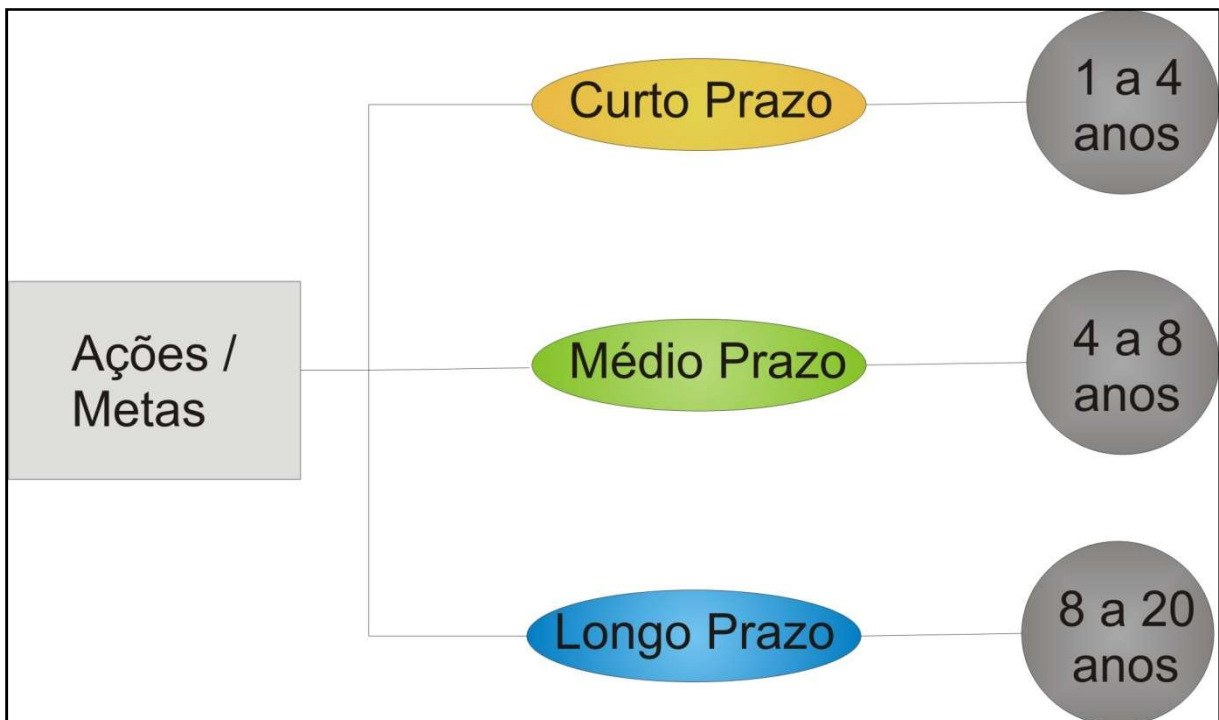 Curto Prazo
1 a 4
anos
Ações /
Metas
Médio Prazo
4 a 8
anos
Longo Prazo
8 a 20
anos